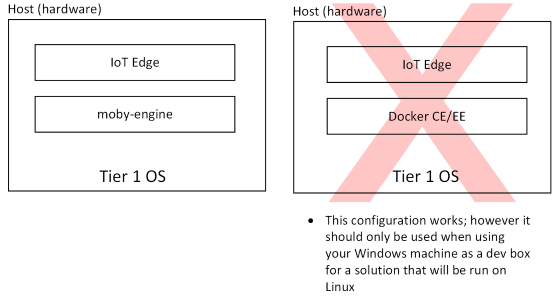 Host (hardware)
IoT Edge
moby-engine
Tier 1 OS
Host (hardware)
IoT Edge
Docker CE/EE
Tier 1 OS
• This configuration works; however it
should only be used when using
your Windows machine as a dev box
for a solution that will be run on
Linux